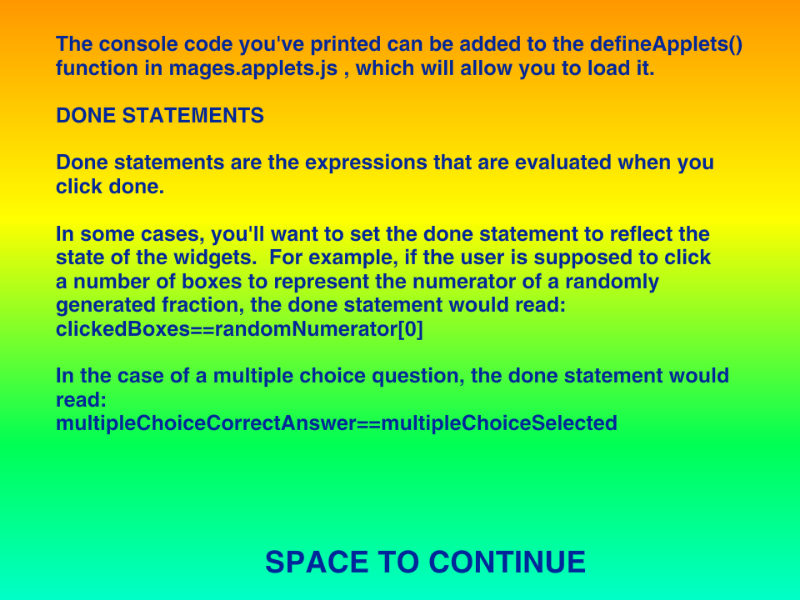 The console code you've printed can be added to the defineApplets()
function in mages.applets.js , which will allow you to load it.
DONE STATEMENTS
Done statements are the expressions that are evaluated when you
click done.
In some cases, you'll want to set the done statement to reflect the
state of the widgets.  For example, if the user is supposed to click
a number of boxes to represent the numerator of a randomly
generated fraction, the done statement would read:
clickedBoxes==randomNumerator[0]
In the case of a multiple choice question, the done statement would
read:
multipleChoiceCorrectAnswer==multipleChoiceSelected
SPACE TO CONTINUE